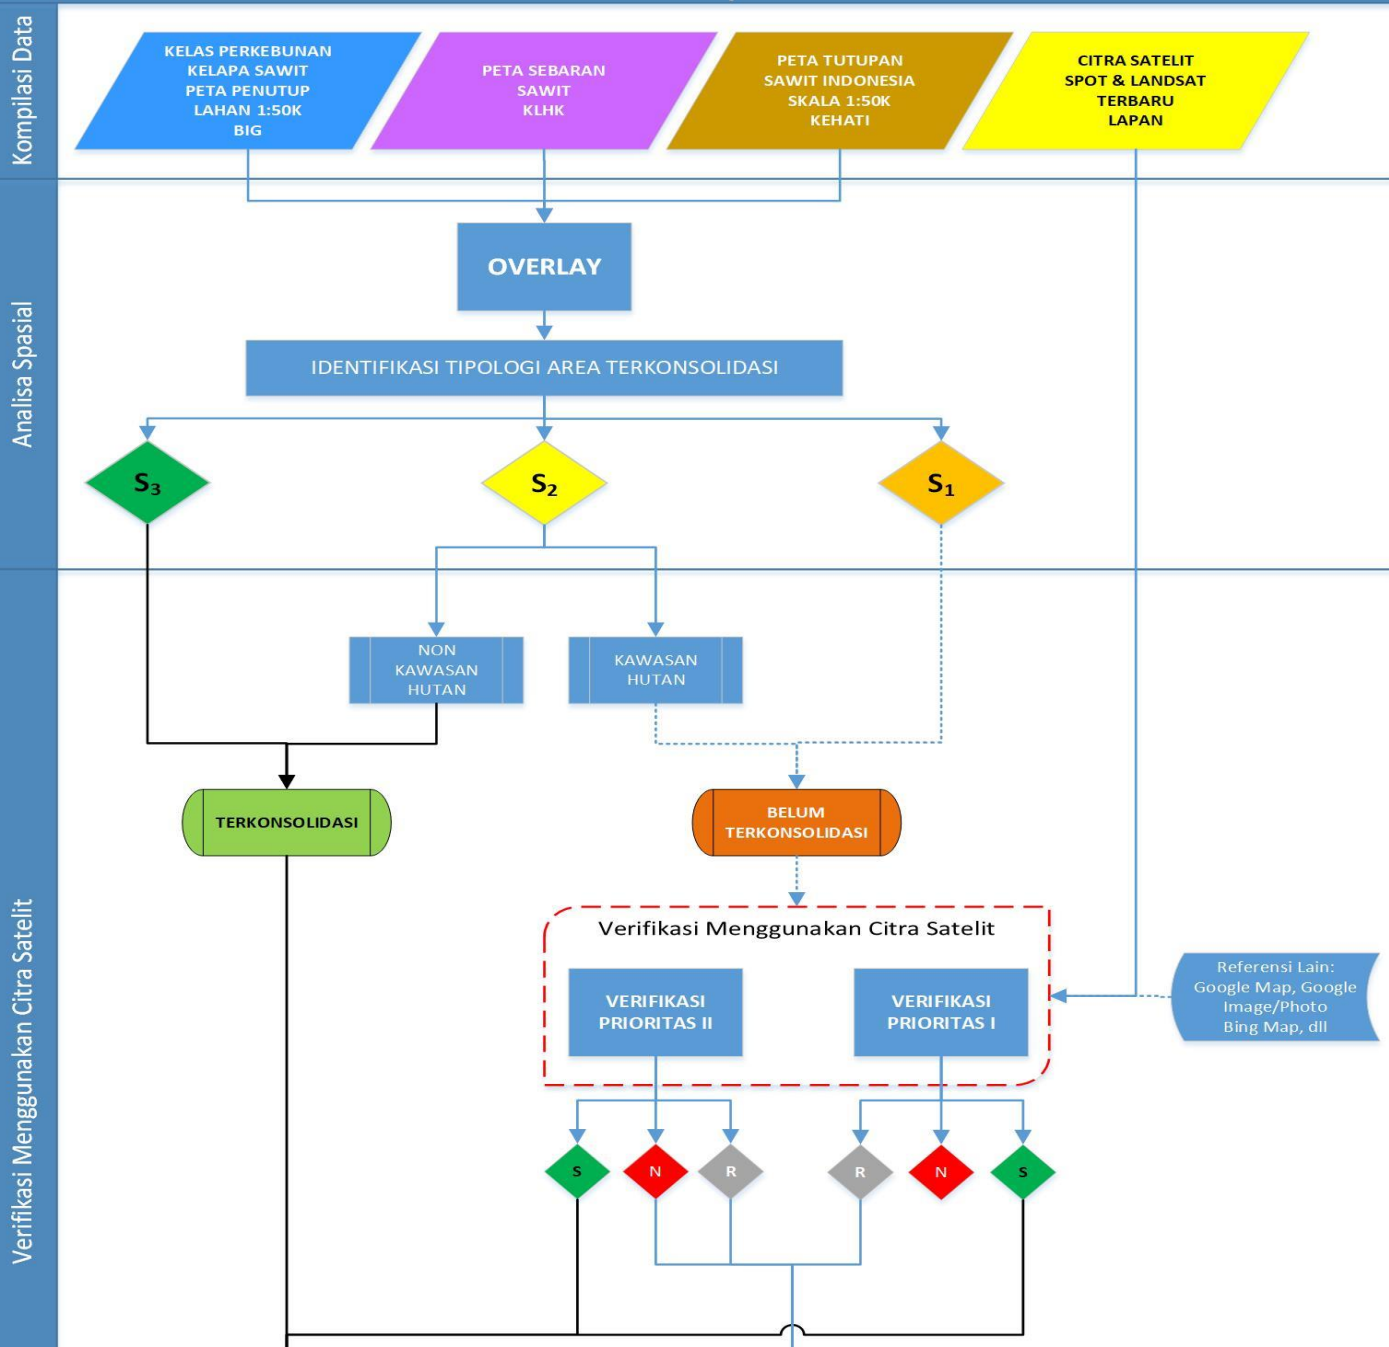 Kompilasi Data
KELAS PERKEBUNAN
KELAPA SAWIT
PETA PENUTUP
LAHAN 1:50K
BIG
PETA SEBARAN
SAWIT
KLHK
PETA TUTUPAN
SAWIT INDONESIA
SKALA 1:50K
KEHATI
CITRA SATELIT
SPOT & LANDSAT
TERBARU
LAPAN
Analisa Spasial
OVERLAY
IDENTIFIKASI TIPOLOGI AREA TERKONSOLIDASI
S₃
S₂
S₁
Verifikasi Menggunakan Citra Satelit
NON
KAWASAN
HUTAN
KAWASAN
HUTAN
TERKONSOLIDASI
BELUM
TERKONSOLIDASI
Verifikasi Menggunakan Citra Satelit
VERIFIKASI
PRIORITAS II
VERIFIKASI
PRIORITAS I
Referensi Lain:
Google Map, Google
Image/Photo
Bing Map, dll
S
N
R
R
N
S